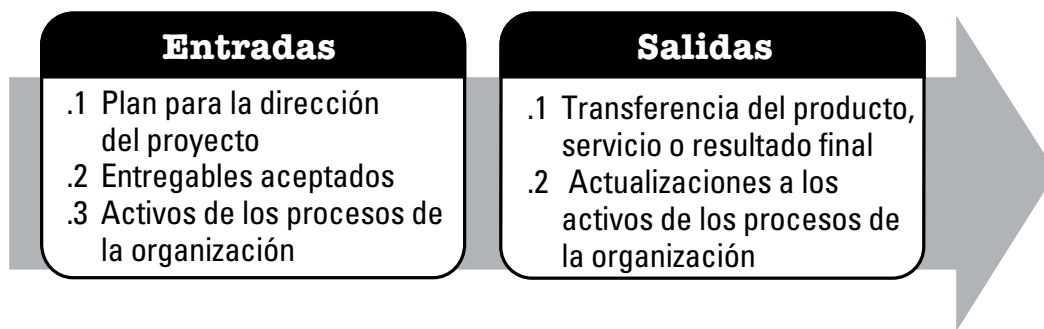 Entradas
.1 Plan para la dirección
del proyecto
.2 Entregables aceptados
.3 Activos de los procesos de
la organización
Salidas
.1 Transferencia del producto,
servicio o resultado final
.2 Actualizaciones a los
activos de los procesos de
la organización